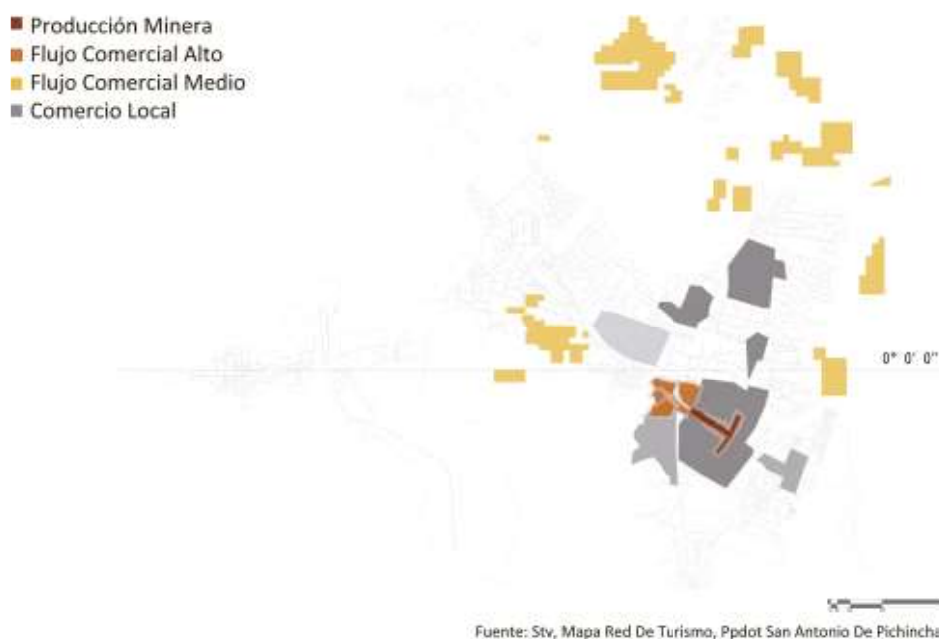 Producción Minera
Flujo Comercial Alto
Flujo Comercial Medio
Comercio Local
0° 0' 0"
Fuente: Stv, Mapa Red De Turismo, Ppdot San Antonio De Pichincha